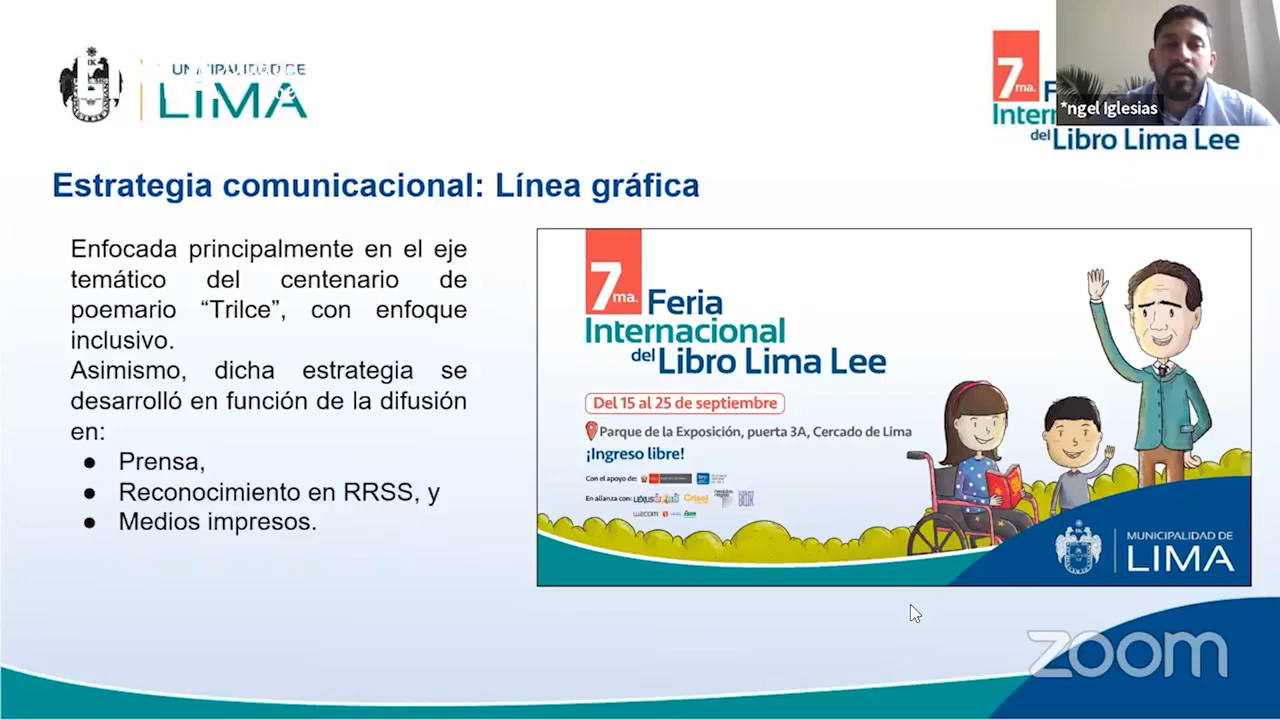 MUNICIPALIDAD DE
LIMA
7ma.
del Libro Lima Lee
*ngel Iglesias
Estrategia comunicacional: Línea gráfica
Enfocada principalmente en el eje
temático del centenario de
poemario “Trilce”, con enfoque
inclusivo.
Asimismo, dicha estrategia se
desarrolló en función de la difusión
en:
● Prensa,
● Reconocimiento en RRSS, y
● Medios impresos.
7ma. Feria
Internacional
del Libro Lima Lee
Del 15 al 25 de septiembre
Parque de la Exposición, puerta 3A, Cercado de Lima
¡Ingreso libre!
Con el apoyo de:
En alianza con:
Crisol
wacom
MUNICIPALIDAD DE
LIMA
zoom